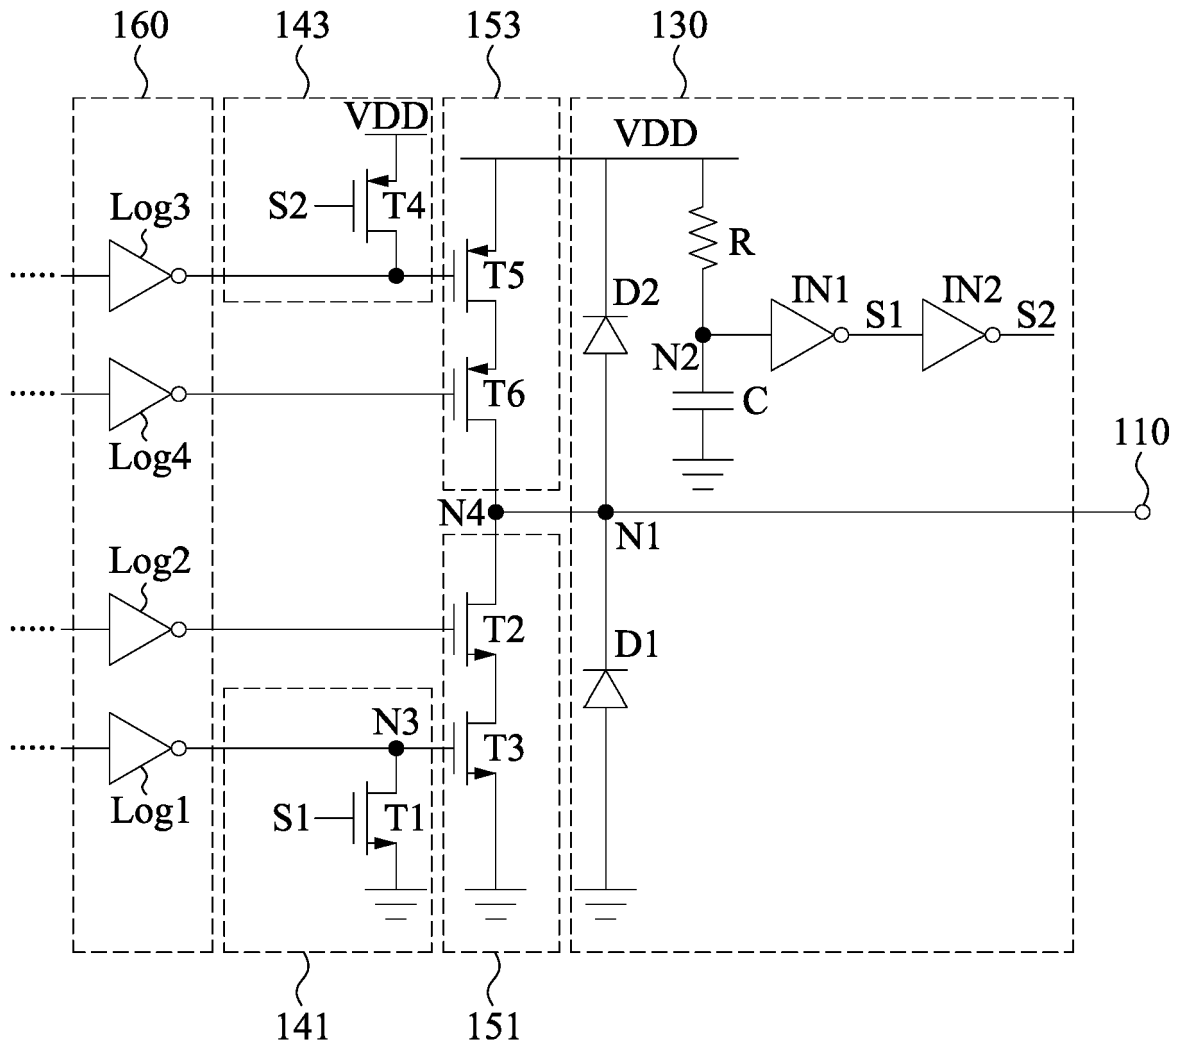 160 143 153 130
VDD
VDD
Log3
S2 T4
T5
R
D2 IN1 S1 IN2 S2
N2
T6 C
Log4
110
N4
N1
Log2
T2
D1
N3
T3
Log1 S1 T1
141 151